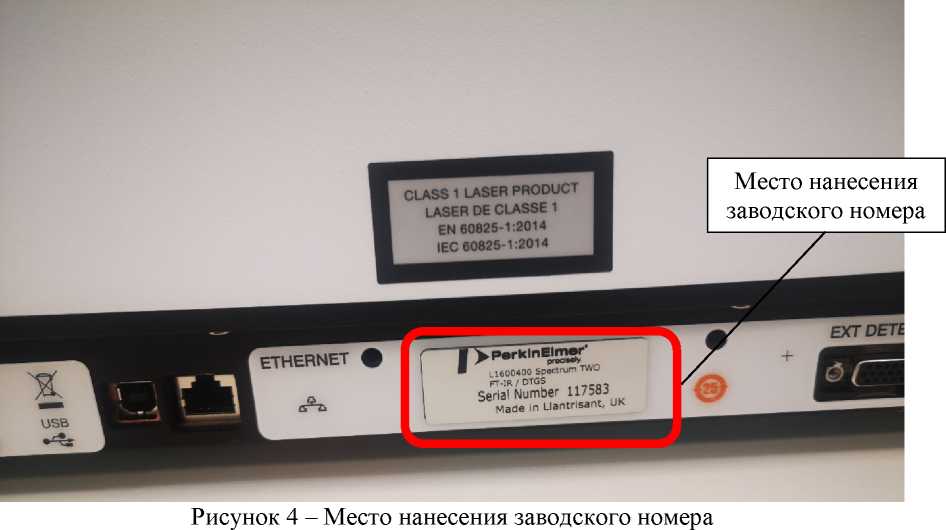 CLASS 1 LASER PRODUCT
LASER DE CLASSE 1
EN 60825-1:2014
IEC 60825-1:2014
Место нанесения
заводского номера
USB
ETHERNET
PerkinElmer
precisely
L1600400 Spectrum TWO
FT-IR / DTGS
Serial Number 117583
Made in Llantrisant, UK
25
EXT DETE
Рисунок 4 – Место нанесения заводского номера